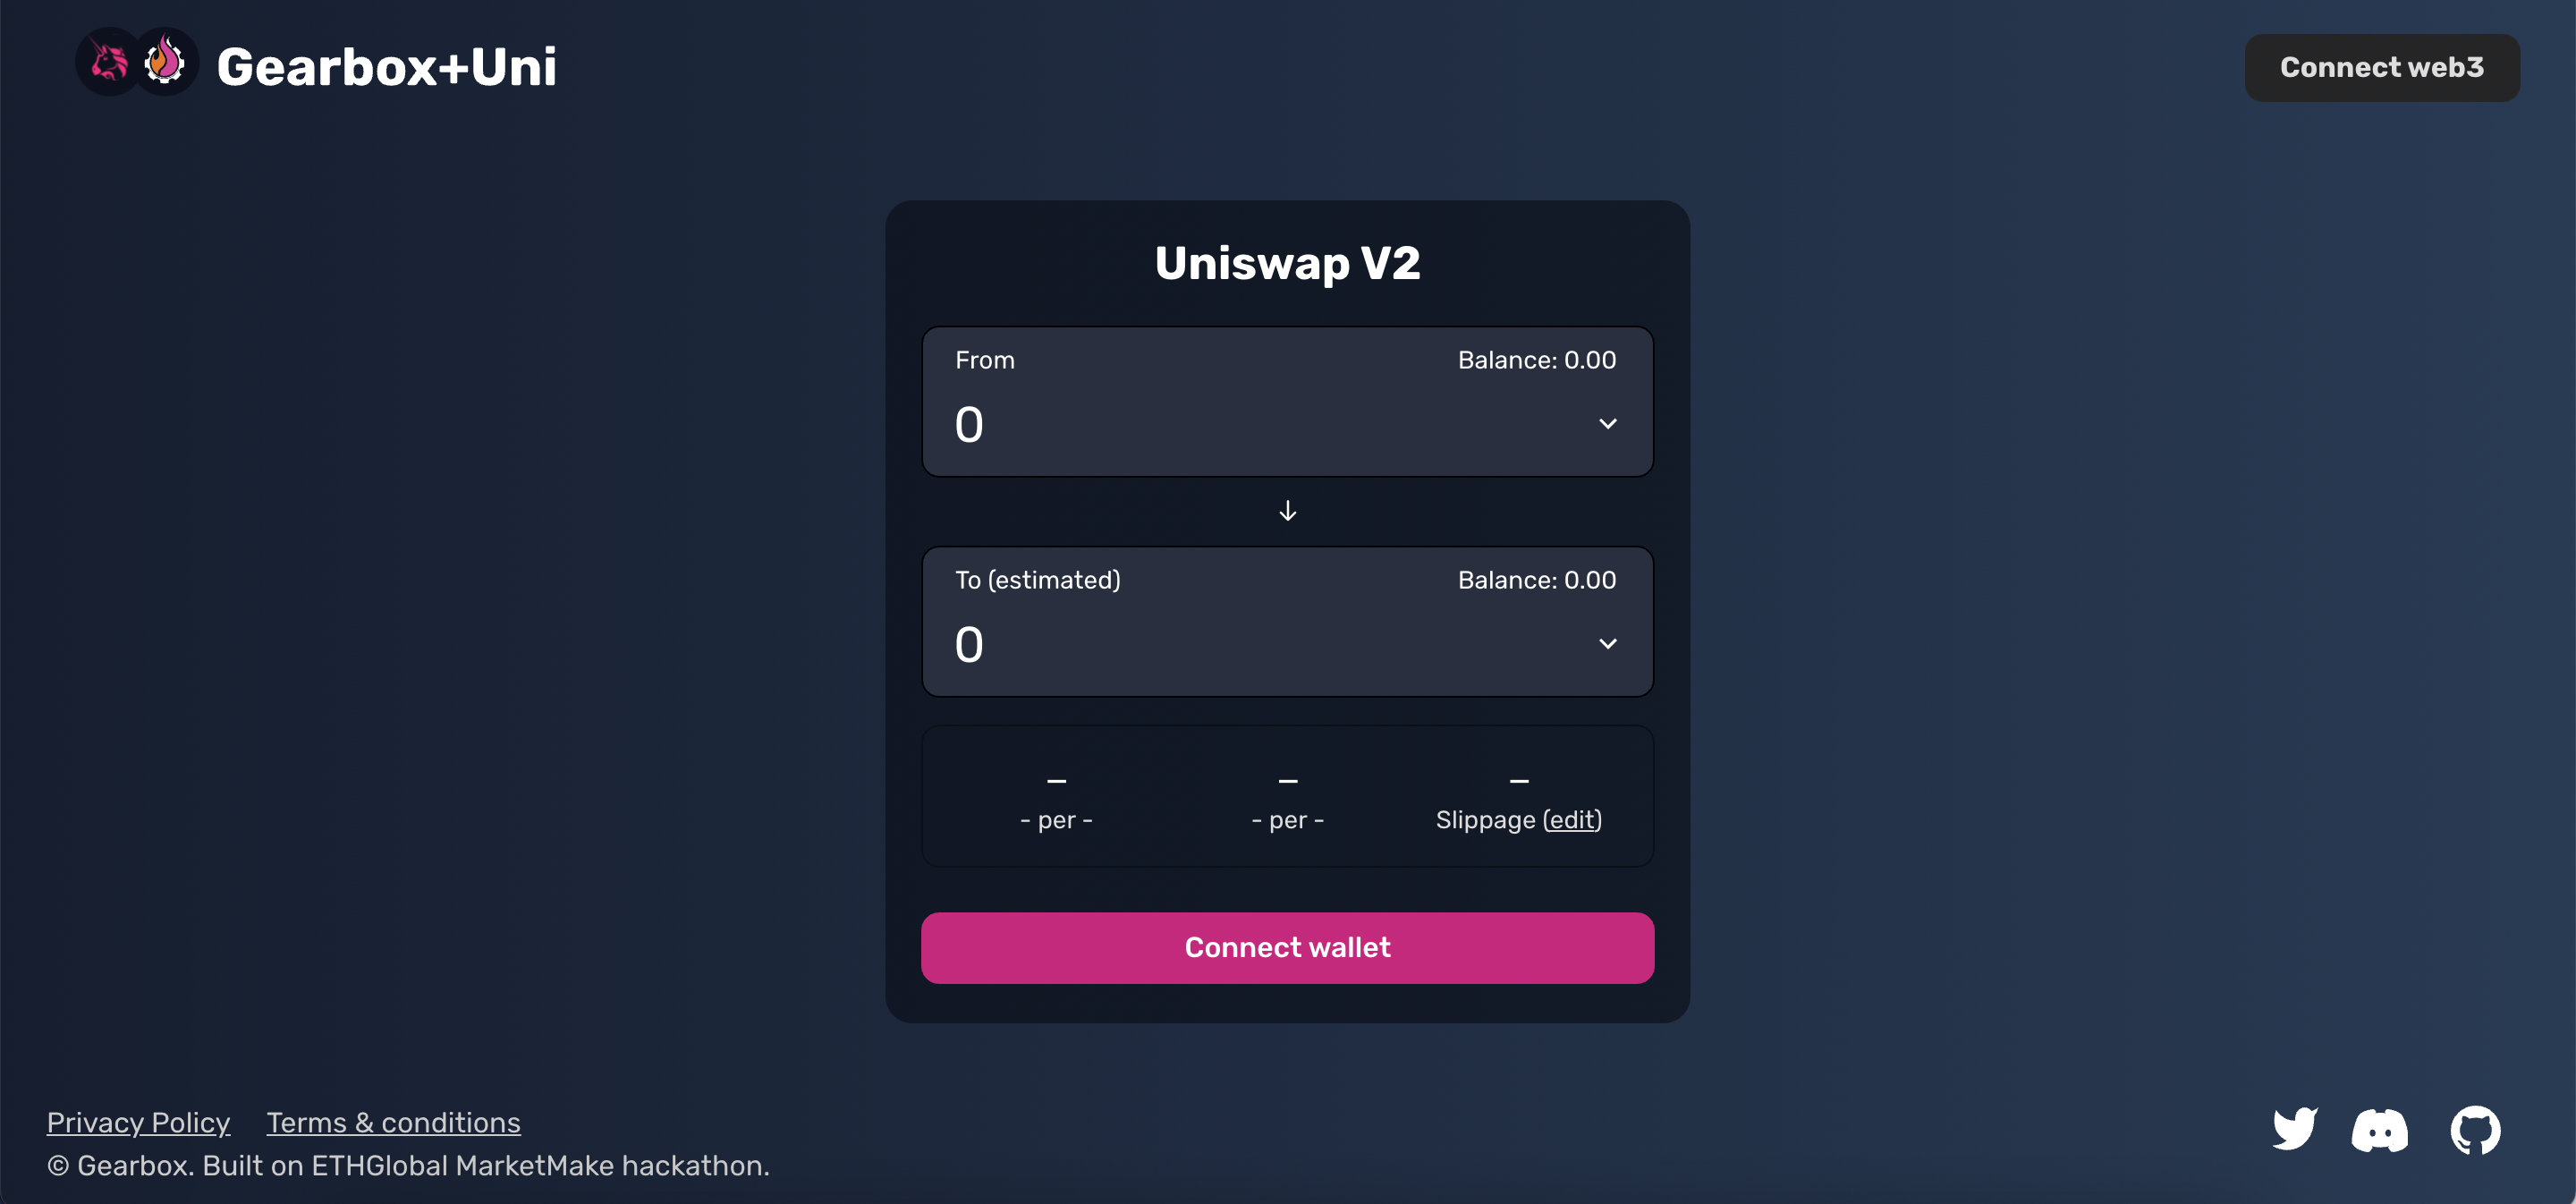 Gearbox+Uni
Connect web3
Uniswap V2
From
Balance: 0.00
0
To (estimated)
Balance: 0.00
0
– – –
- per - - per - Slippage (edit)
Connect wallet
Privacy Policy Terms & conditions
© Gearbox. Built on ETHGlobal MarketMake hackathon.